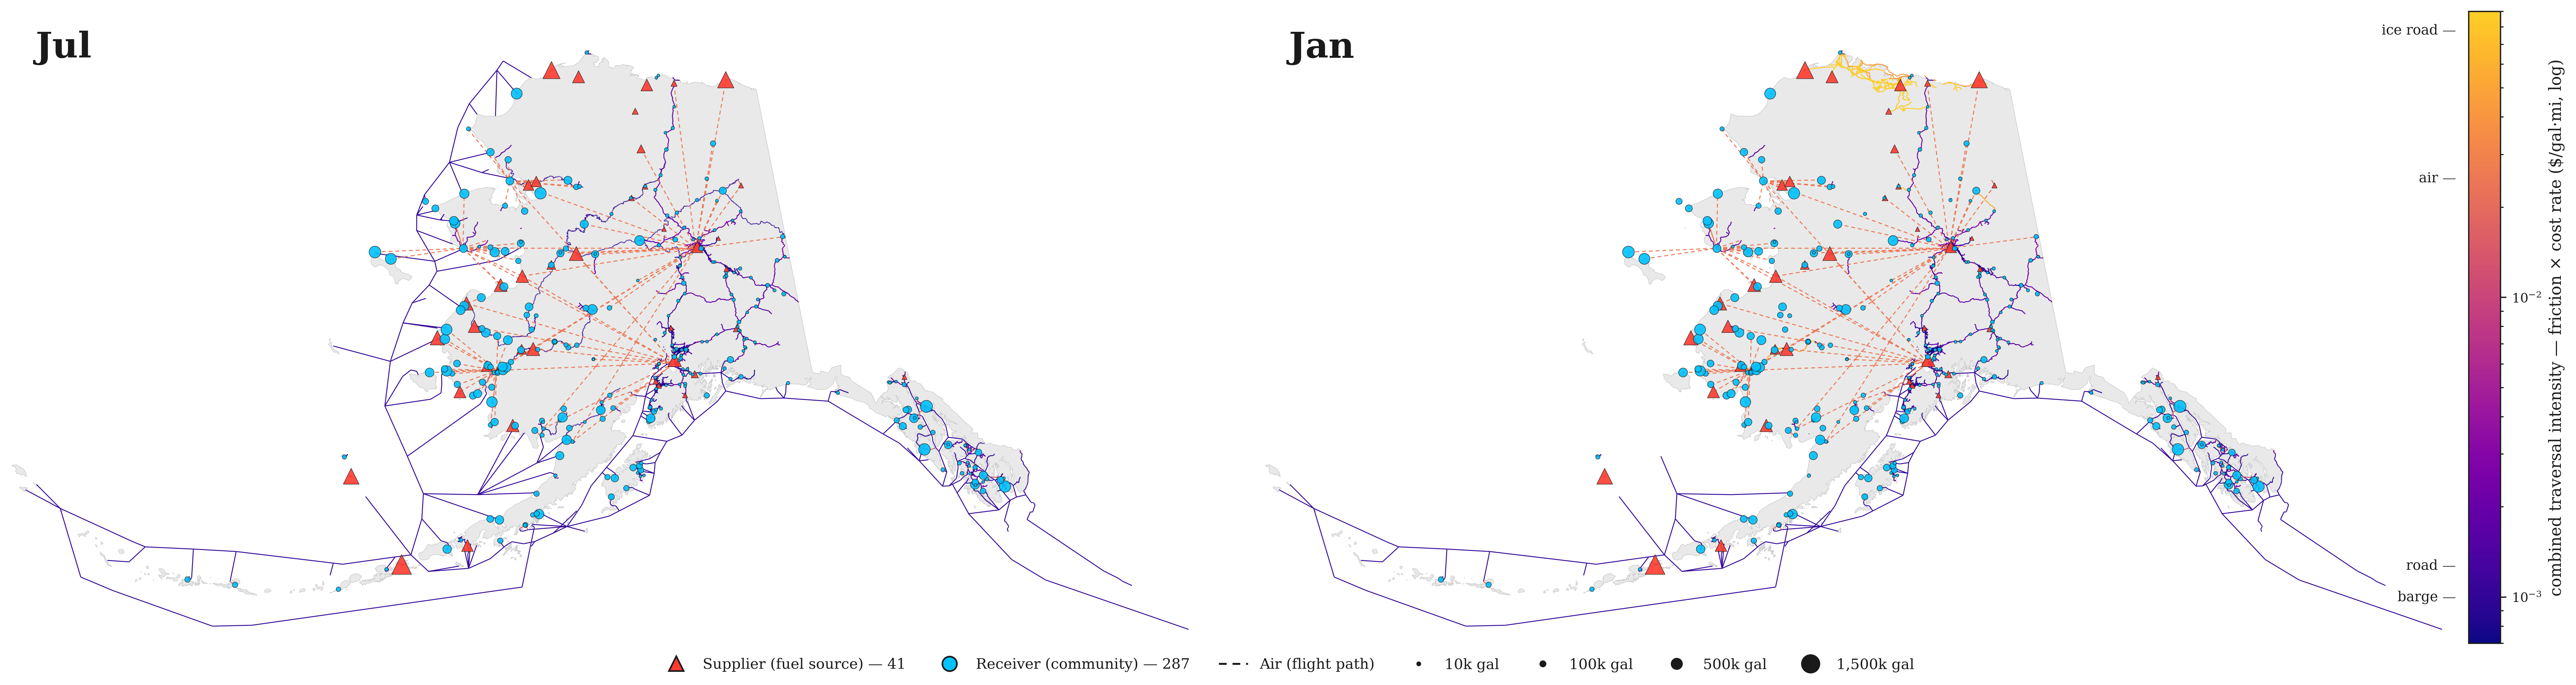 Jul
Jan
ice road —
air —
road —
barge —
10⁻²
10⁻³
combined traversal intensity — friction × cost rate ($/gal·mi, log)
Supplier (fuel source) — 41
Receiver (community) — 287
Air (flight path)
10k gal
100k gal
500k gal
1,500k gal